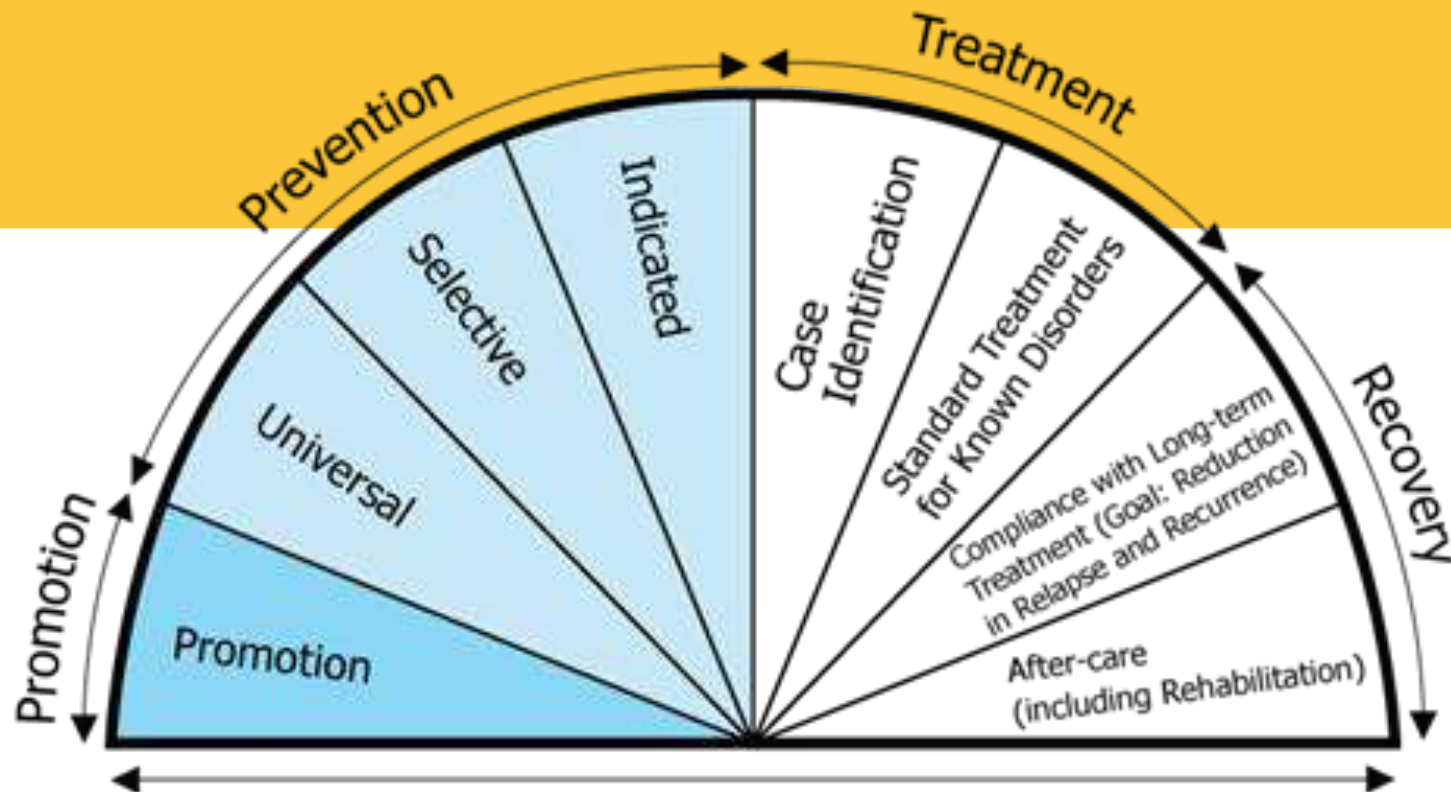 Promotion
Prevention
Treatment
Recovery
Promotion
Universal
Selective
Indicated
Case
Identification
Standard Treatment
for Known Disorders
Compliance with Long-term
Treatment (Goal: Reduction
in Relapse and Recurrence)
After-care
(including Rehabilitation)